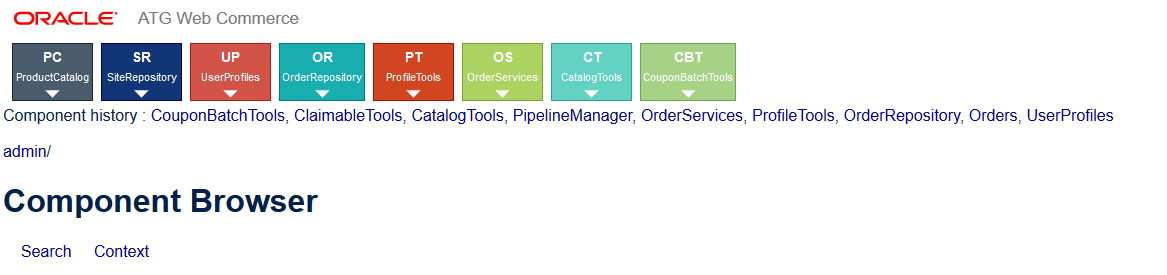 ORACLE ATG Web Commerce
PC SR UP OR PT OS CT CBT
ProductCatalog SiteRepository UserProfiles OrderRepository ProfileTools OrderServices CatalogTools CouponBatchTools
Component history : CouponBatchTools, ClaimableTools, CatalogTools, PipelineManager, OrderServices, ProfileTools, OrderRepository, Orders, UserProfiles
admin/
Component Browser
Search Context